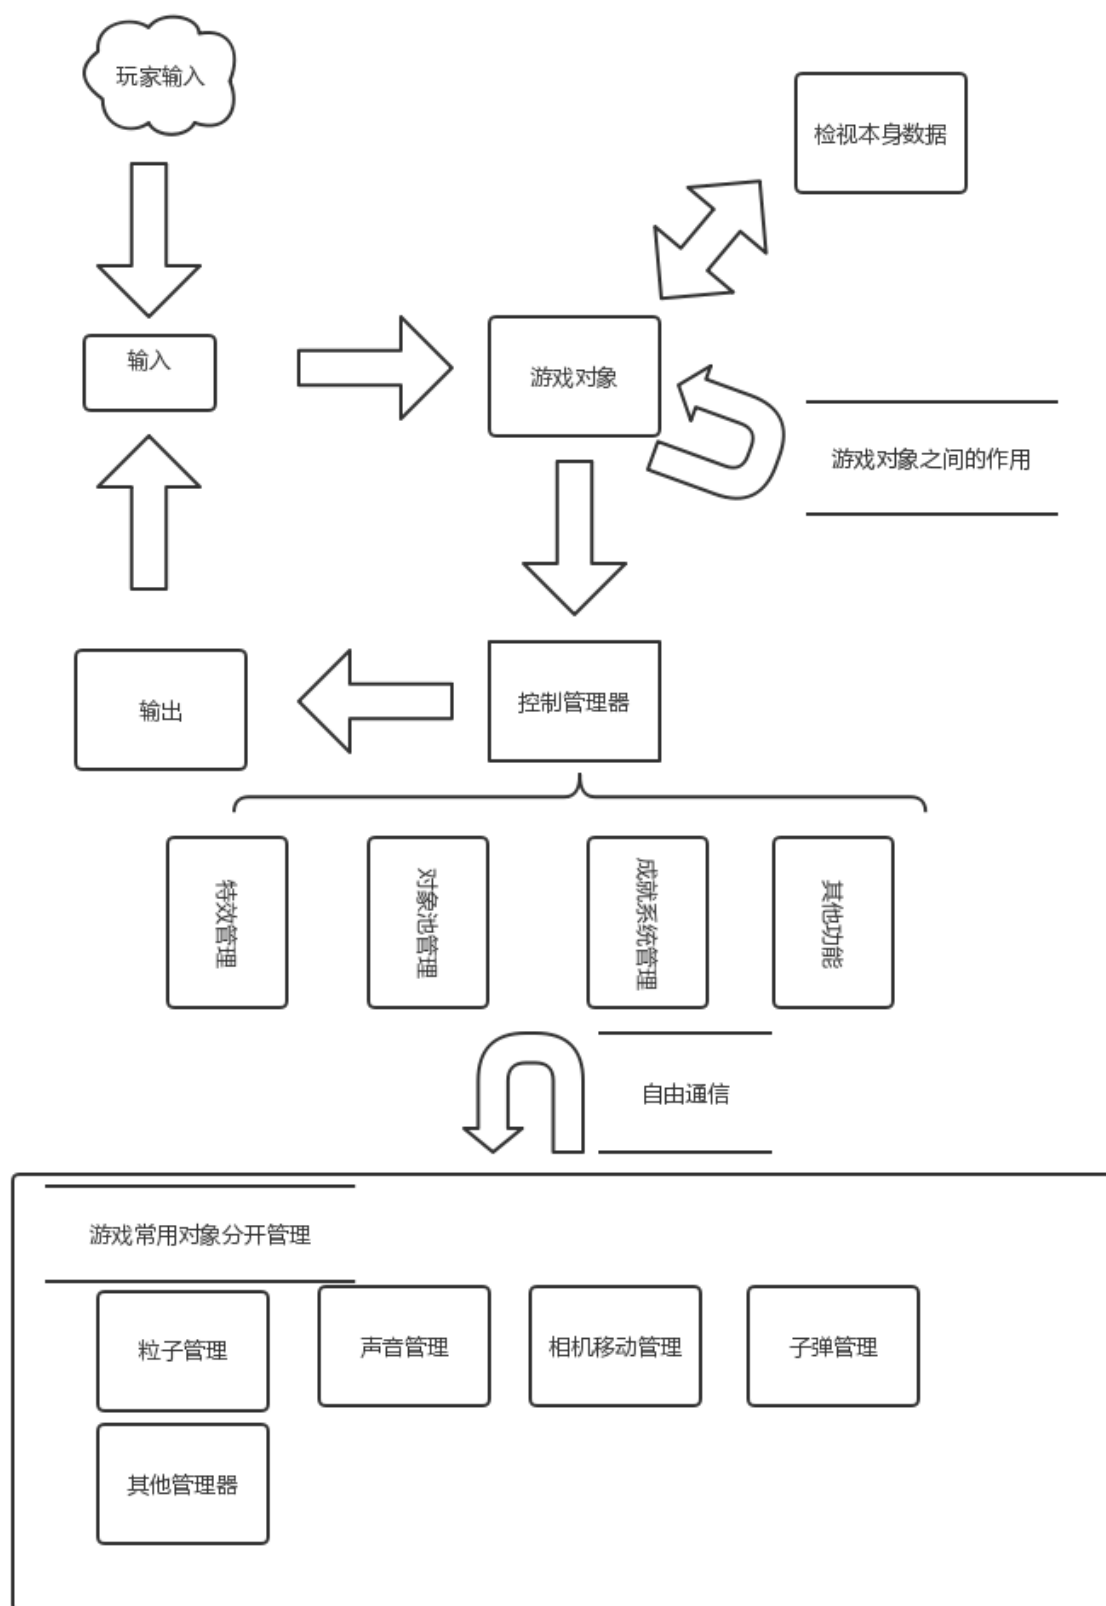 玩家输入
检视本身数据
输入
游戏对象
游戏对象之间的作用
控制管理器
输出
特效管理
对象池管理
成就系统管理
其他功能
自由通信
游戏常用对象分开管理
粒子管理
声音管理
相机移动管理
子弹管理
其他管理器